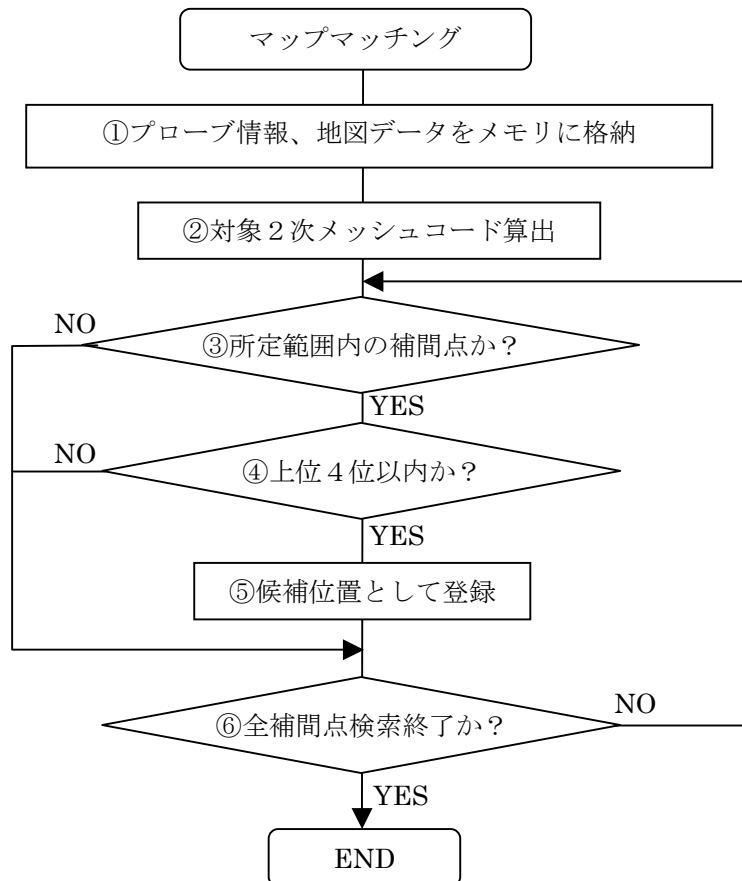 マップマッチング
①プローブ情報、地図データをメモリに格納
②対象２次メッシュコード算出
NO
③所定範囲内の補間点か？
YES
NO
④上位４位以内か？
YES
⑤候補位置として登録
NO
⑥全補間点検索終了か？
YES
END